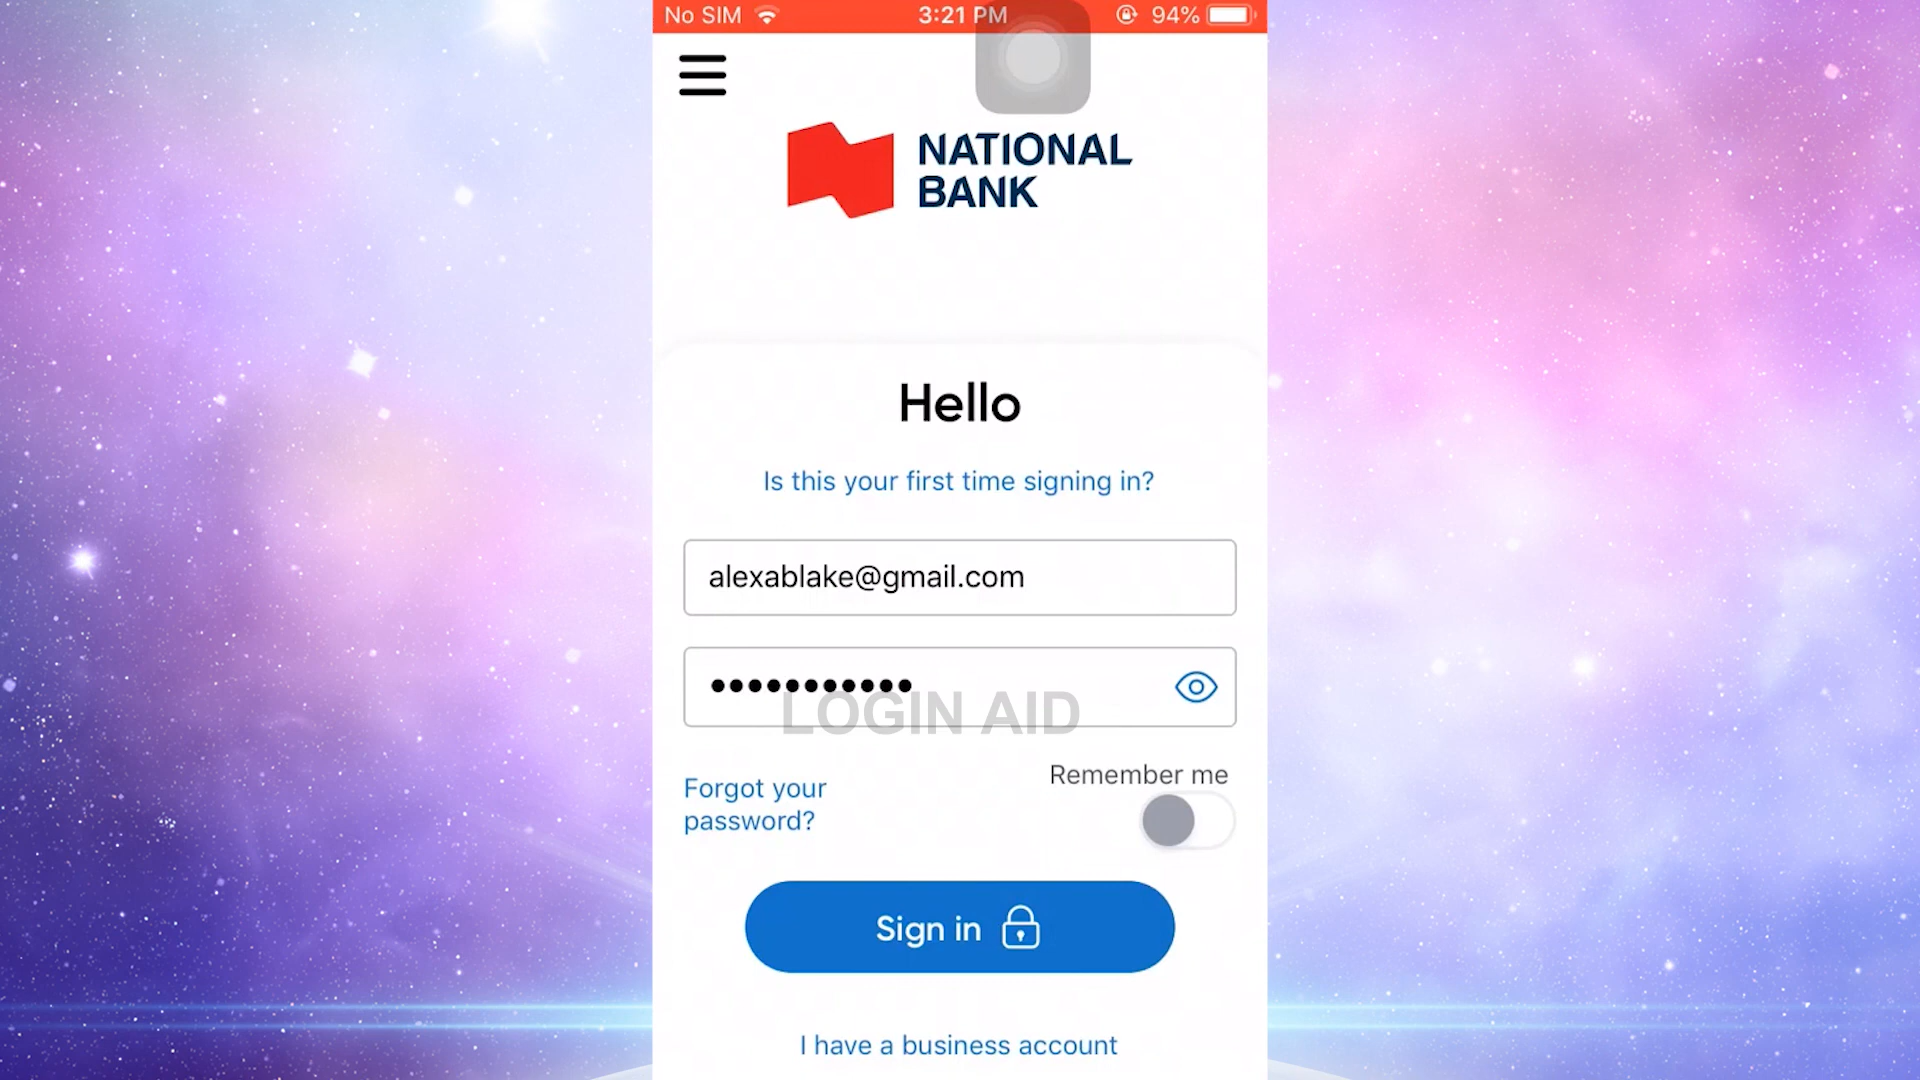 No SIM 3:21 PM 94%
NATIONAL
BANK
Hello
Is this your first time signing in?
alexablake@gmail.com
•••••••••••
LOGIN AID
Forgot your
password?
Remember me
Sign in
I have a business account